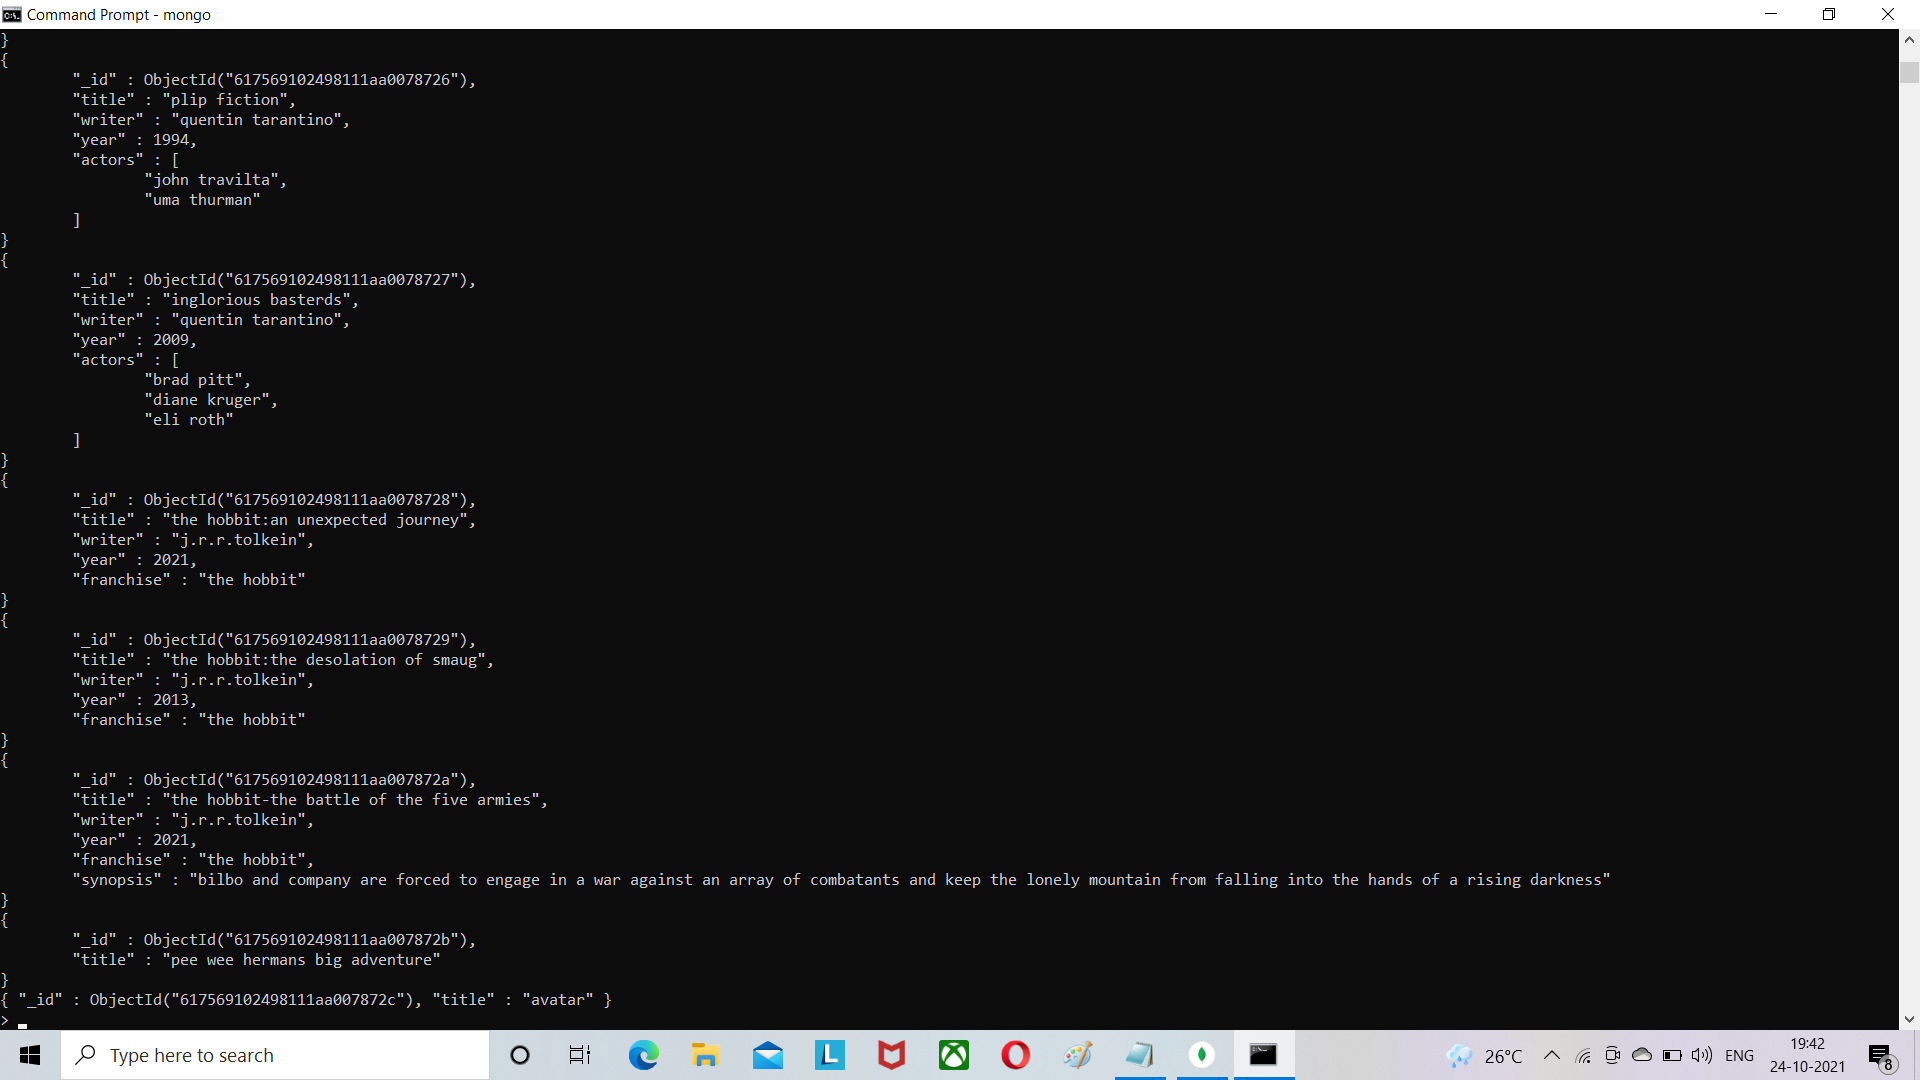 Command Prompt - mongo
}
{
        "_id" : ObjectId("617569102498111aa0078726"),
        "title" : "plip fiction",
        "writer" : "quentin tarantino",
        "year" : 1994,
        "actors" : [
                "john travilta",
                "uma thurman"
        ]
}
{
        "_id" : ObjectId("617569102498111aa0078727"),
        "title" : "inglorious basterds",
        "writer" : "quentin tarantino",
        "year" : 2009,
        "actors" : [
                "brad pitt",
                "diane kruger",
                "eli roth"
        ]
}
{
        "_id" : ObjectId("617569102498111aa0078728"),
        "title" : "the hobbit:an unexpected journey",
        "writer" : "j.r.r.tolkein",
        "year" : 2021,
        "franchise" : "the hobbit"
}
{
        "_id" : ObjectId("617569102498111aa0078729"),
        "title" : "the hobbit:the desolation of smaug",
        "writer" : "j.r.r.tolkein",
        "year" : 2013,
        "franchise" : "the hobbit"
}
{
        "_id" : ObjectId("617569102498111aa007872a"),
        "title" : "the hobbit-the battle of the five armies",
        "writer" : "j.r.r.tolkein",
        "year" : 2021,
        "franchise" : "the hobbit",
        "synopsis" : "bilbo and company are forced to engage in a war against an array of combatants and keep the lonely mountain from falling into the hands of a rising darkness"
}
{
        "_id" : ObjectId("617569102498111aa007872b"),
        "title" : "pee wee hermans big adventure"
}
{ "_id" : ObjectId("617569102498111aa007872c"), "title" : "avatar" }
>
Type here to search
L
26°C
ENG
19:42
24-10-2021
8